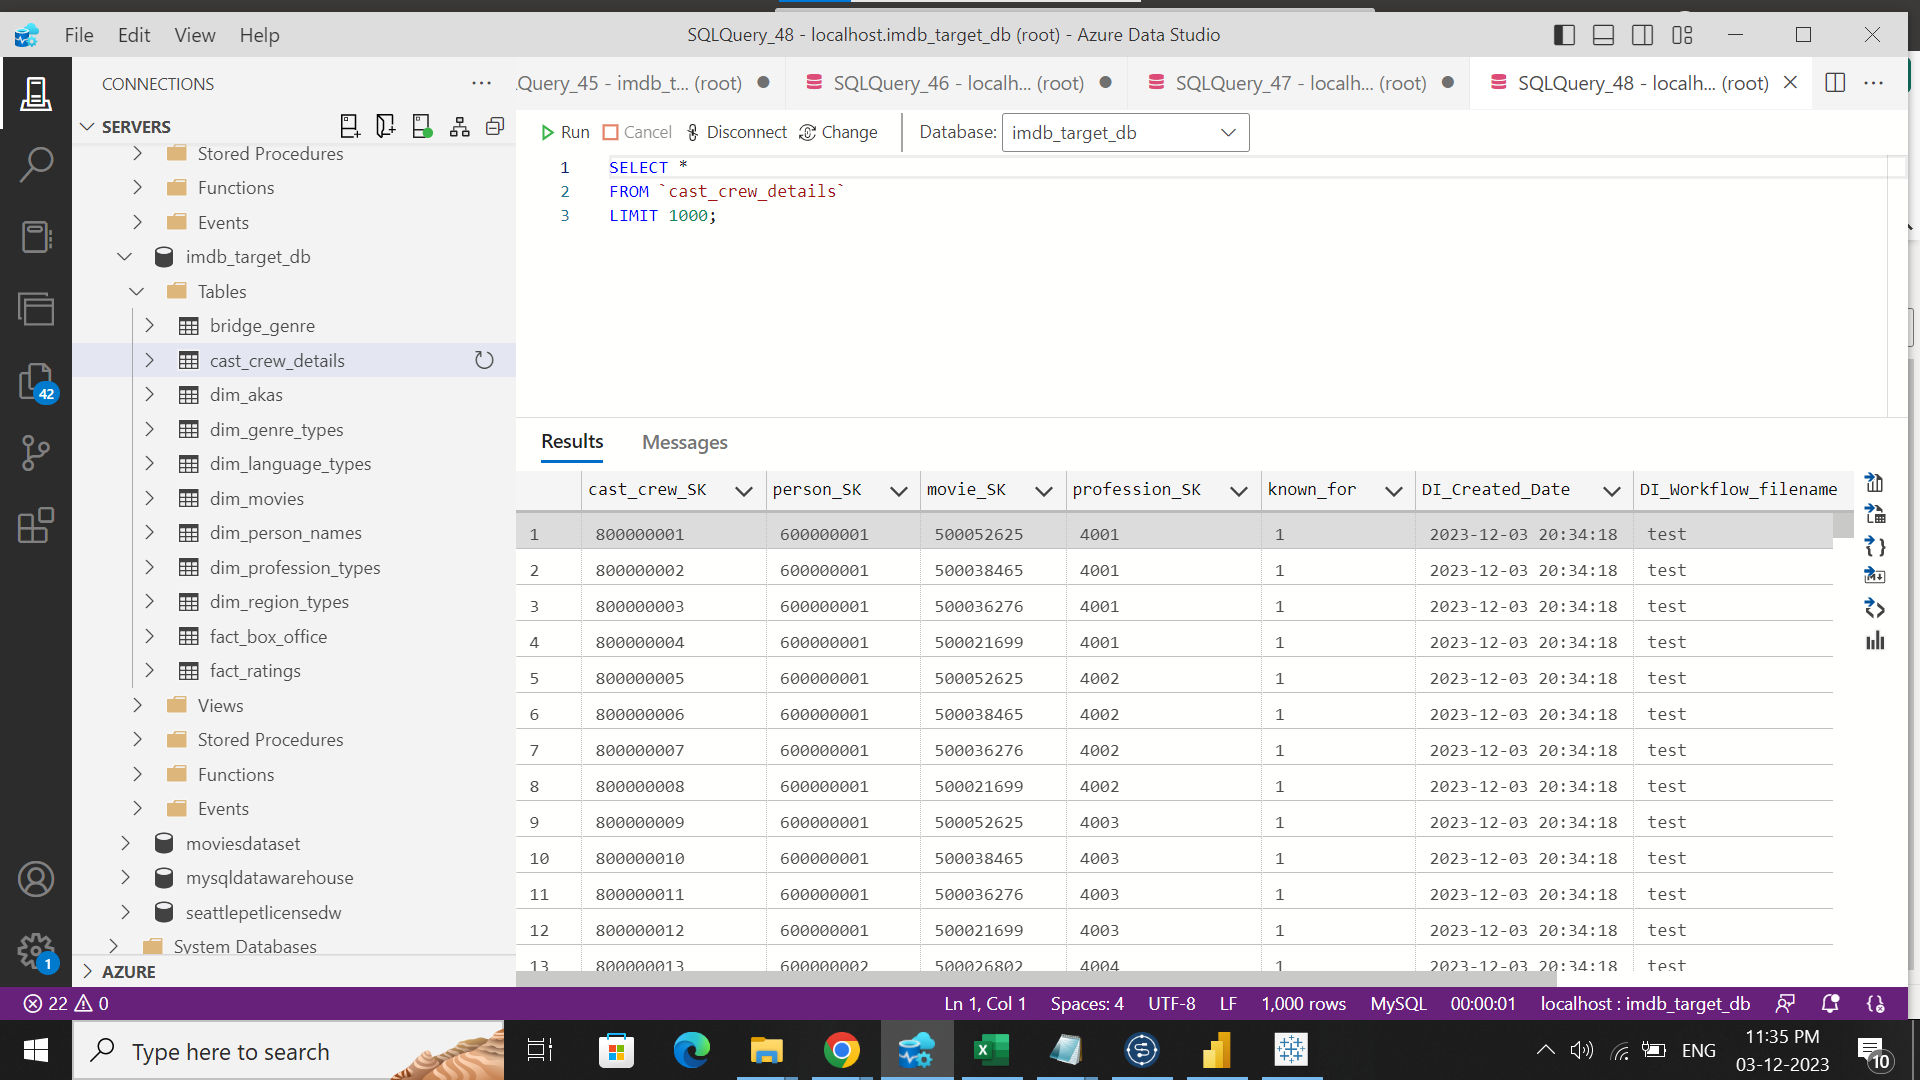 File Edit View Help
SQLQuery_48 - localhost.imdb_target_db (root) - Azure Data Studio
CONNECTIONS
Query_45 - imdb_t... (root)
SQLQuery_46 - localh... (root)
SQLQuery_47 - localh... (root)
SQLQuery_48 - localh... (root)
SERVERS
Run Cancel Disconnect Change Database: imdb_target_db
Stored Procedures
Functions
Events
imdb_target_db
Tables
bridge_genre
cast_crew_details
dim_akas
dim_genre_types
dim_language_types
dim_movies
dim_person_names
dim_profession_types
dim_region_types
fact_box_office
fact_ratings
Views
Stored Procedures
Functions
Events
moviesdataset
mysqldatawarehouse
seattlepetlicensedw
System Databases
AZURE
42
1
1 SELECT *
2 FROM `cast_crew_details`
3 LIMIT 1000;
Results Messages
cast_crew_SK person_SK movie_SK profession_SK known_for DI_Created_Date DI_Workflow_filename
1 800000001 600000001 500052625 4001 1 2023-12-03 20:34:18 test
2 800000002 600000001 500038465 4001 1 2023-12-03 20:34:18 test
3 800000003 600000001 500036276 4001 1 2023-12-03 20:34:18 test
4 800000004 600000001 500021699 4001 1 2023-12-03 20:34:18 test
5 800000005 600000001 500052625 4002 1 2023-12-03 20:34:18 test
6 800000006 600000001 500038465 4002 1 2023-12-03 20:34:18 test
7 800000007 600000001 500036276 4002 1 2023-12-03 20:34:18 test
8 800000008 600000001 500021699 4002 1 2023-12-03 20:34:18 test
9 800000009 600000001 500052625 4003 1 2023-12-03 20:34:18 test
10 800000010 600000001 500038465 4003 1 2023-12-03 20:34:18 test
11 800000011 600000001 500036276 4003 1 2023-12-03 20:34:18 test
12 800000012 600000001 500021699 4003 1 2023-12-03 20:34:18 test
13 800000013 600000002 500026802 4004 1 2023-12-03 20:34:18 test
22 0 Ln 1, Col 1 Spaces: 4 UTF-8 LF 1,000 rows MySQL 00:00:01 localhost : imdb_target_db
Type here to search
ENG
11:35 PM
03-12-2023
10